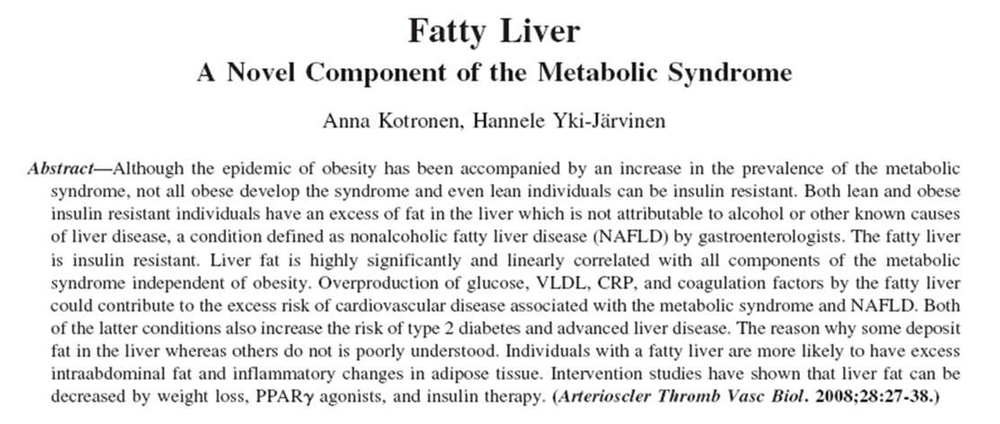 Fatty Liver
A Novel Component of the Metabolic Syndrome
Anna Kotronen, Hannele Yki-Järvinen
Abstract—Although the epidemic of obesity has been accompanied by an increase in the prevalence of the metabolic
syndrome, not all obese develop the syndrome and even lean individuals can be insulin resistant. Both lean and obese
insulin resistant individuals have an excess of fat in the liver which is not attributable to alcohol or other known causes
of liver disease, a condition defined as nonalcoholic fatty liver disease (NAFLD) by gastroenterologists. The fatty liver
is insulin resistant. Liver fat is highly significantly and linearly correlated with all components of the metabolic
syndrome independent of obesity. Overproduction of glucose, VLDL, CRP, and coagulation factors by the fatty liver
could contribute to the excess risk of cardiovascular disease associated with the metabolic syndrome and NAFLD. Both
of the latter conditions also increase the risk of type 2 diabetes and advanced liver disease. The reason why some deposit
fat in the liver whereas others do not is poorly understood. Individuals with a fatty liver are more likely to have excess
intraabdominal fat and inflammatory changes in adipose tissue. Intervention studies have shown that liver fat can be
decreased by weight loss, PPARγ agonists, and insulin therapy. (Arterioscler Thromb Vasc Biol. 2008;28:27-38.)